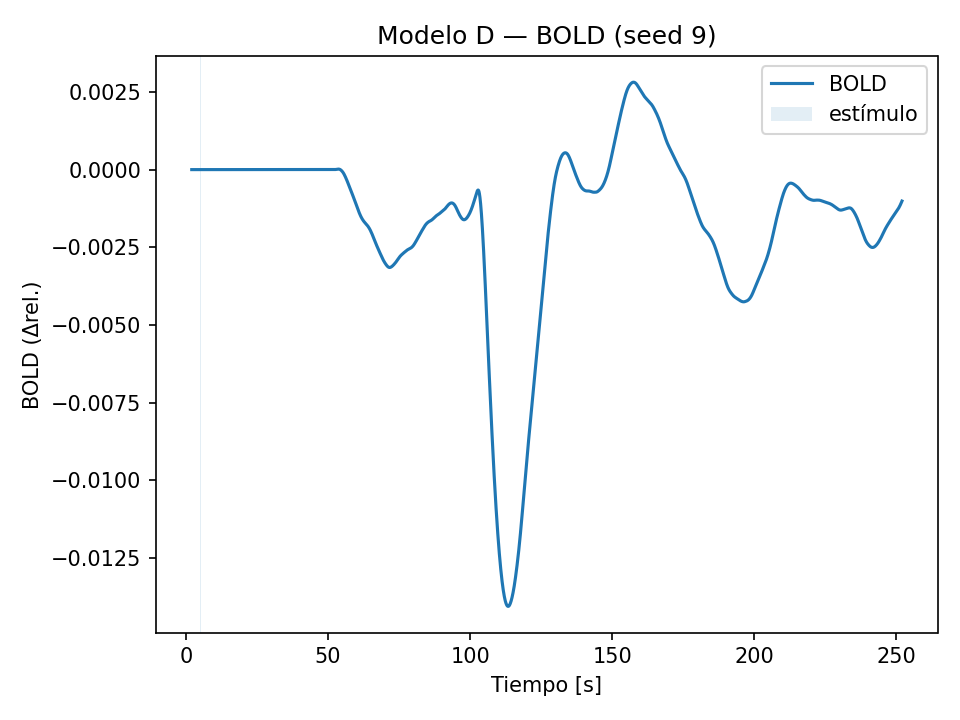 Modelo D — BOLD (seed 9)
BOLD
estímulo
BOLD (Δrel.)
0.0025
0.0000
−0.0025
−0.0050
−0.0075
−0.0100
−0.0125
0 50 100 150 200 250
Tiempo [s]